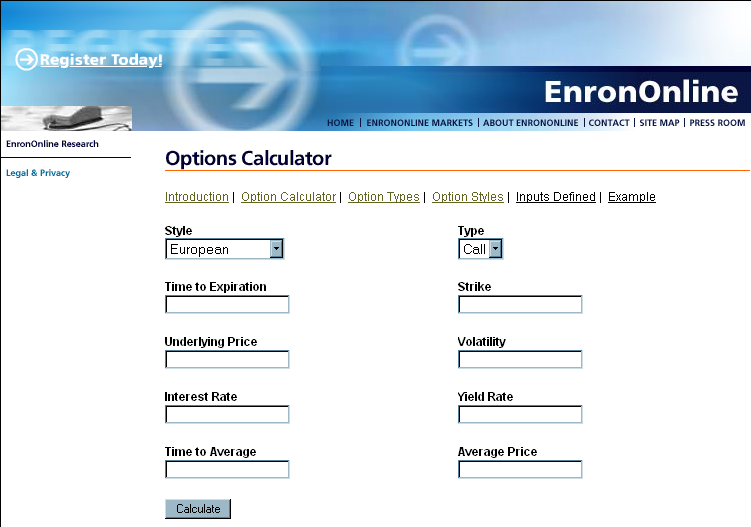 REGISTER
Register Today!
EnronOnline
HOME | ENRONONLINE MARKETS | ABOUT ENRONONLINE | CONTACT | SITE MAP | PRESS ROOM
EnronOnline Research
Legal & Privacy
Options Calculator
Introduction | Option Calculator | Option Types | Option Styles | Inputs Defined | Example
Style Type
European Call
Time to Expiration Strike
Underlying Price Volatility
Interest Rate Yield Rate
Time to Average Average Price
Calculate